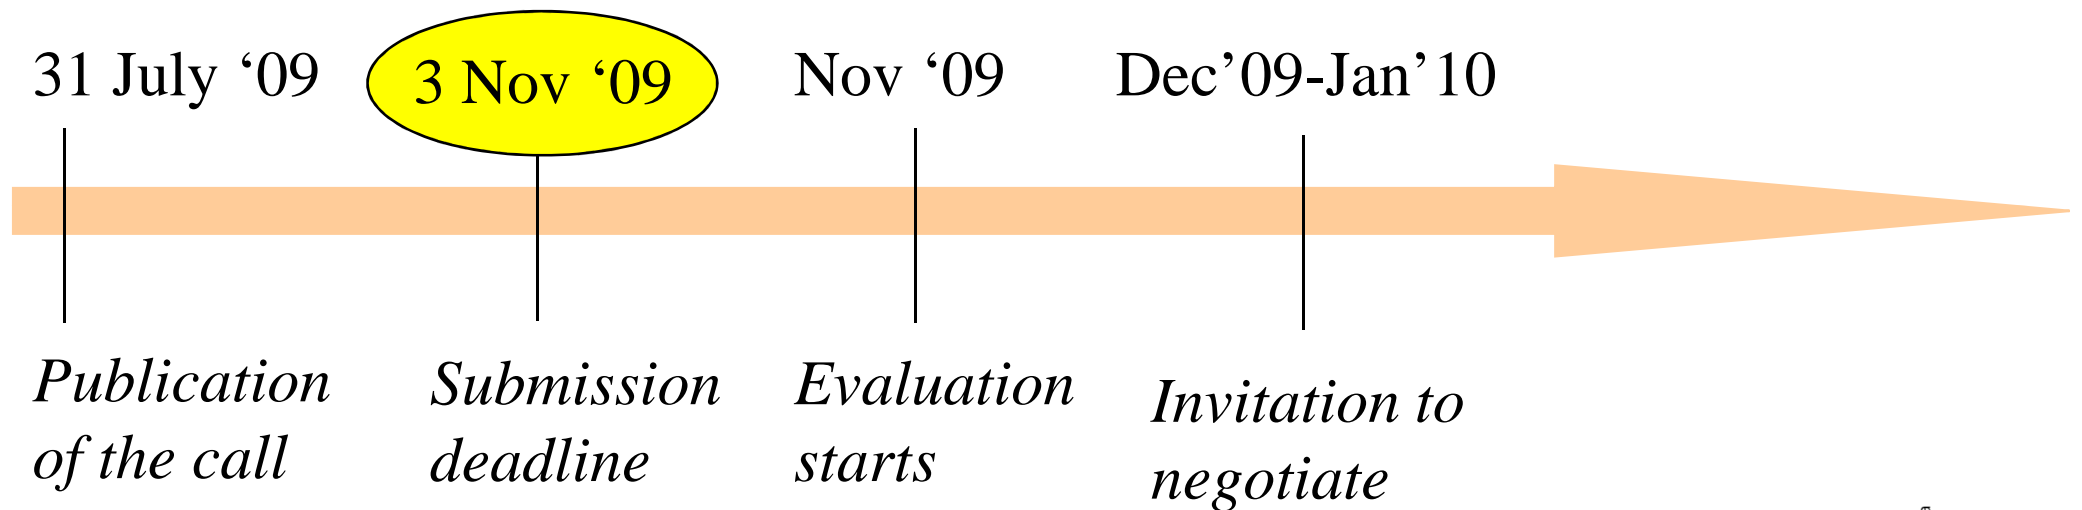 31 July ‘09
3 Nov ‘09
Nov ‘09
Dec’09-Jan’10
Publication
of the call
Submission
deadline
Evaluation
starts
Invitation to
negotiate